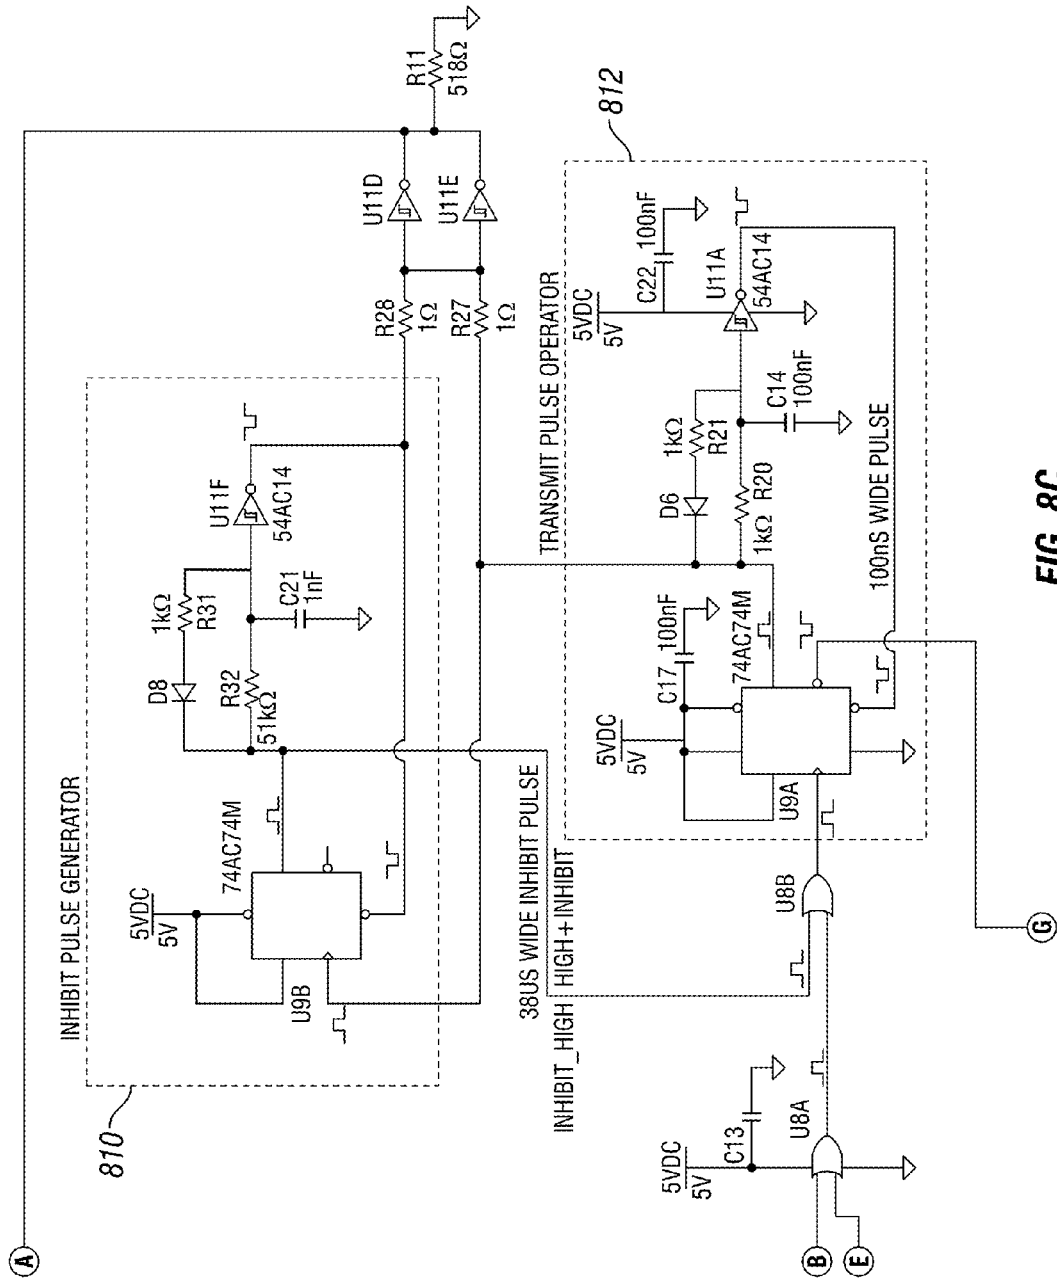 A
R11
518Ω
U11D
U11E
R28
1Ω
R27
1Ω
810
INHIBIT PULSE GENERATOR
5VDC
5V
74AC74M
U9B
D8
1kΩ
R31
R32
51kΩ
C21
1nF
U11F
54AC14
38US WIDE INHIBIT PULSE
INHIBIT_HIGH HIGH+INHIBIT
TRANSMIT PULSE OPERATOR
812
5VDC
5V
C22 100nF
U11A
54AC14
1kΩ
R21
D6
1kΩ R20
C14
100nF
100nS WIDE PULSE
5VDC
5V
C17 100nF
74AC74M
U9A
U8B
5VDC
5V
C13
U8A
B
E
G
FIG. 8C